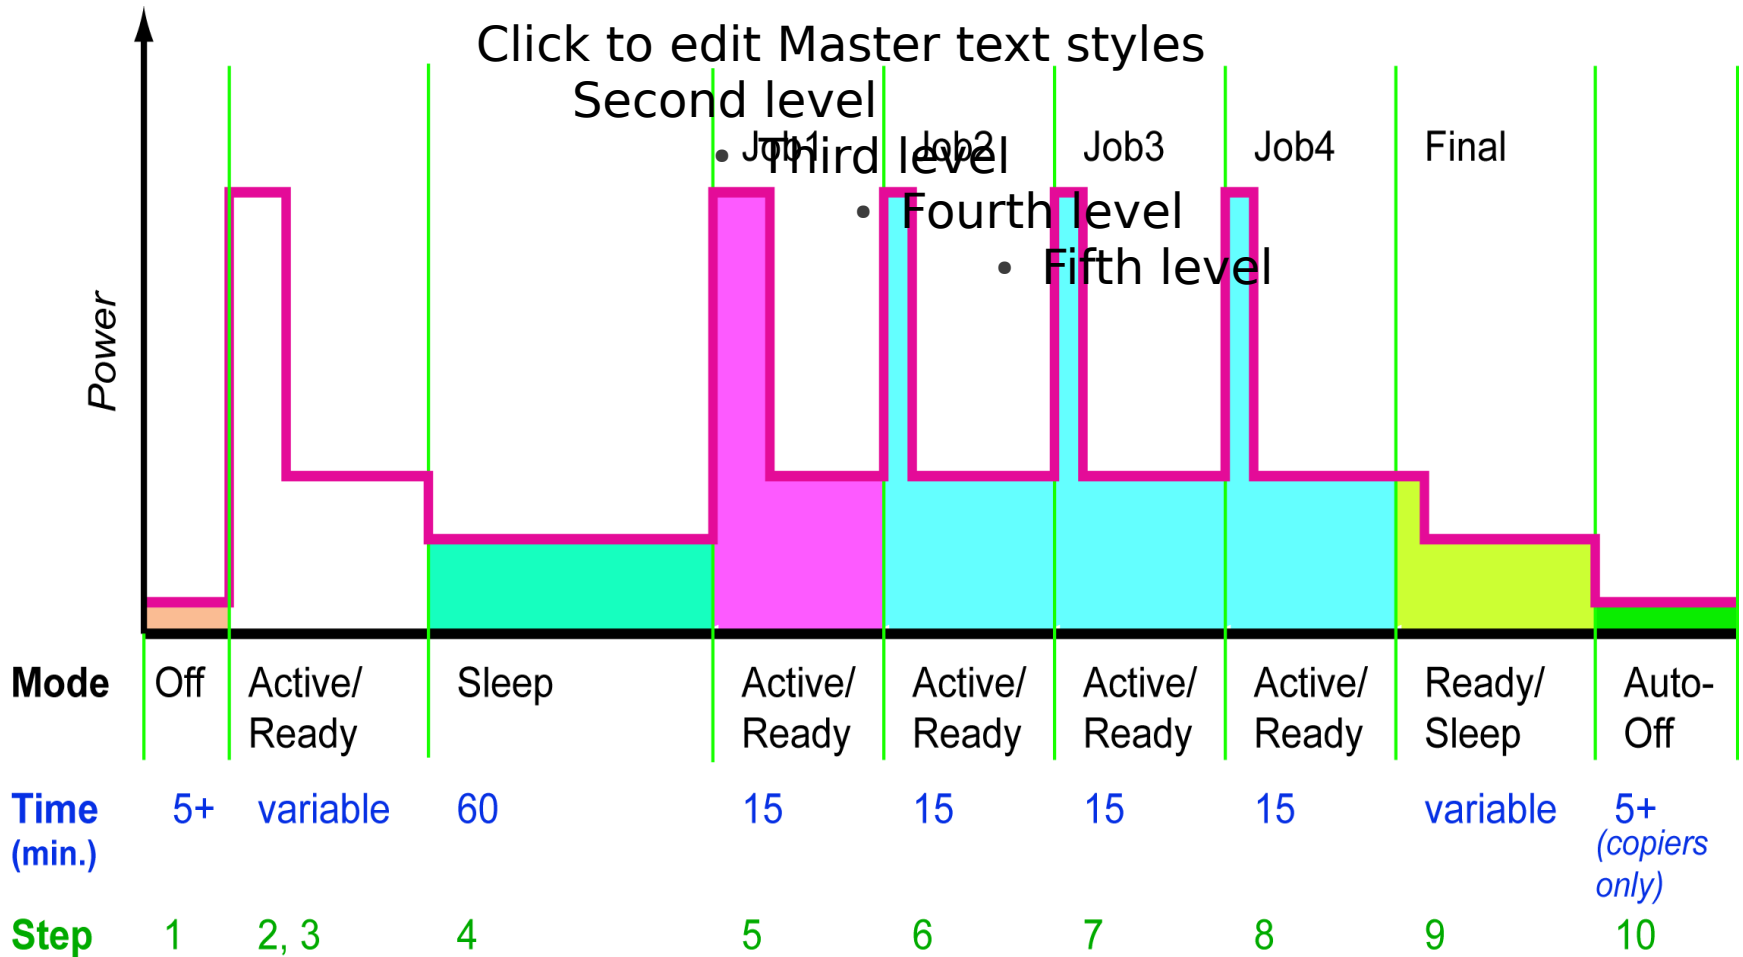 Click to edit Master text styles
Second level
• Third level
• Fourth level
• Fifth level
Job1 Job2 Job3 Job4 Final
Power
Mode Off Active/ Sleep Active/ Active/ Active/ Active/ Ready/ Auto-
Ready Ready Ready Ready Ready Sleep Off
Time 5+ variable 60 15 15 15 15 variable 5+
(min.) (copiers
only)
Step 1 2, 3 4 5 6 7 8 9 10